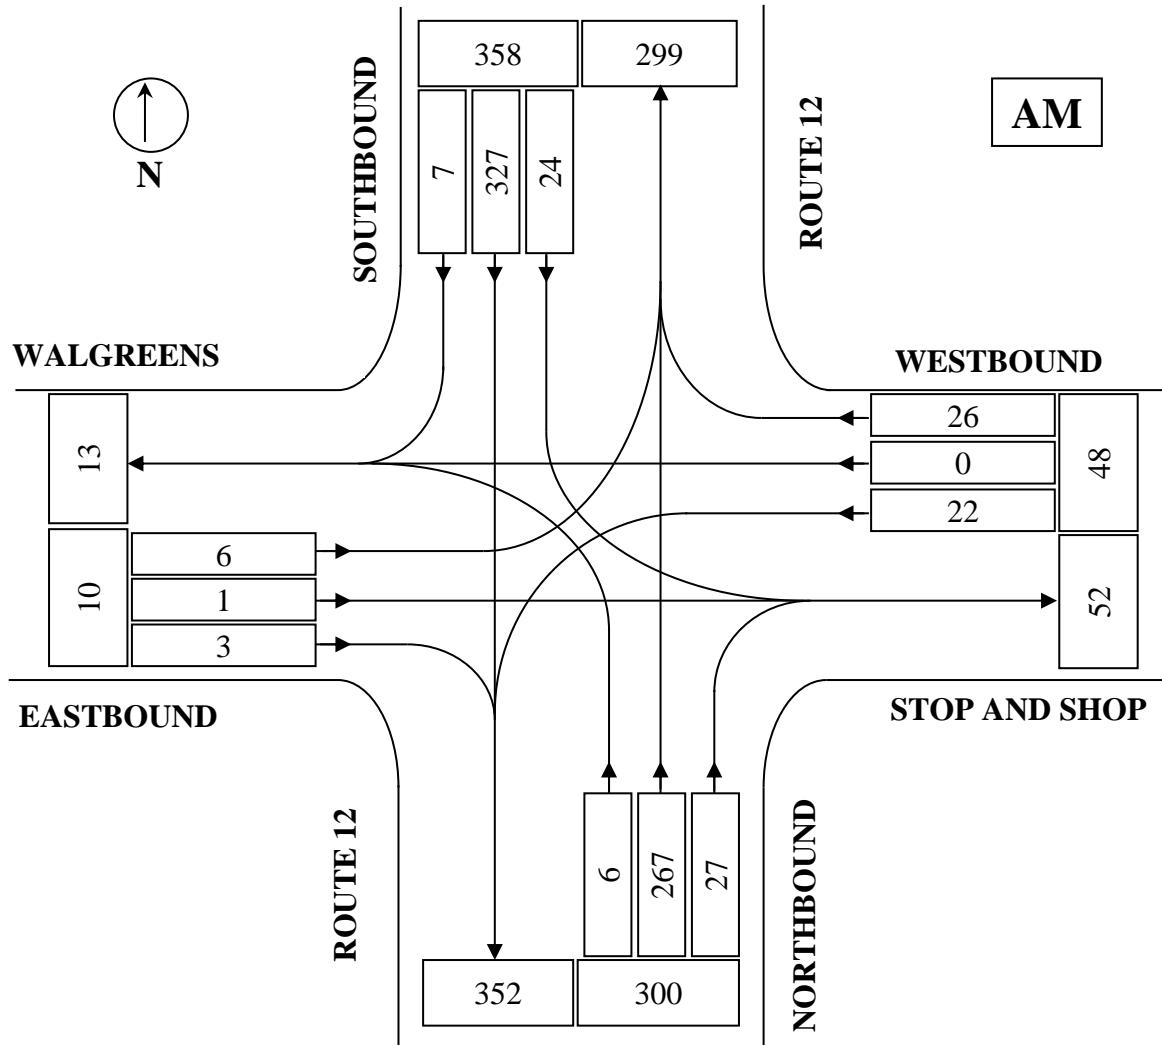 358
299
AM
N
SOUTHBOUND
ROUTE 12
7
327
24
WALGREENS
WESTBOUND
13
26
0
22
48
10
6
1
3
52
EASTBOUND
STOP AND SHOP
ROUTE 12
NORTHBOUND
6
267
27
352
300